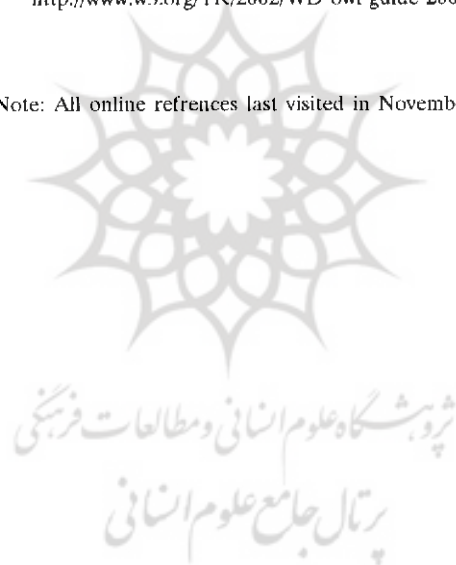 http://www.w3.org/TR/2002/WD-owl-guide-200
Note: All online refrences last visited in Novemb
پژوهشگاه علوم انسانی و مطالعات فرهنگی
پرتال جامع علوم انسانی